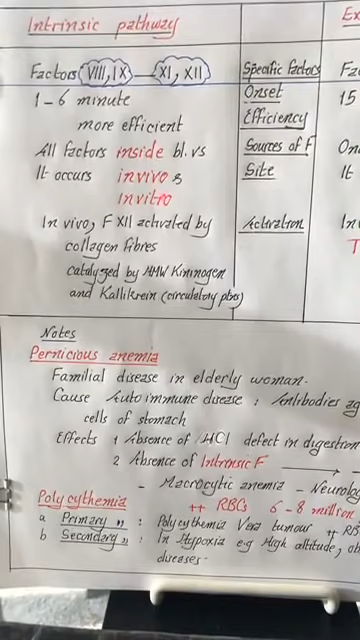 Intrinsic pathway
Ex
Factors VIII, IX — XI, XII
Specific factors
Fa
1-6 minute
Onset
15
more efficient
Efficiency
All factors inside bl. vs
Sources of F
On
It occurs invivo &
Site
It
Invitro
In vivo, F XII activated by
Activation
In
collagen fibres
T
catalyzed by HMW Kininogen
and Kallikrein (circulatory
Notes
Pernicious anemia
Familial disease in elderly woman.
Cause Auto immune disease : Antibodies ag
cells of stomach
Effects 1 Absence of HCl defect in digestion
2 Absence of Intrinsic F
- Macrocytic anemia - Neurolog
Polycythemia
++ RBCs 6-8 million
a Primary " : Polycythemia Vera tumour ++ RB
b Secondary " : In Hypoxia e.g High altitude, ob
diseases.